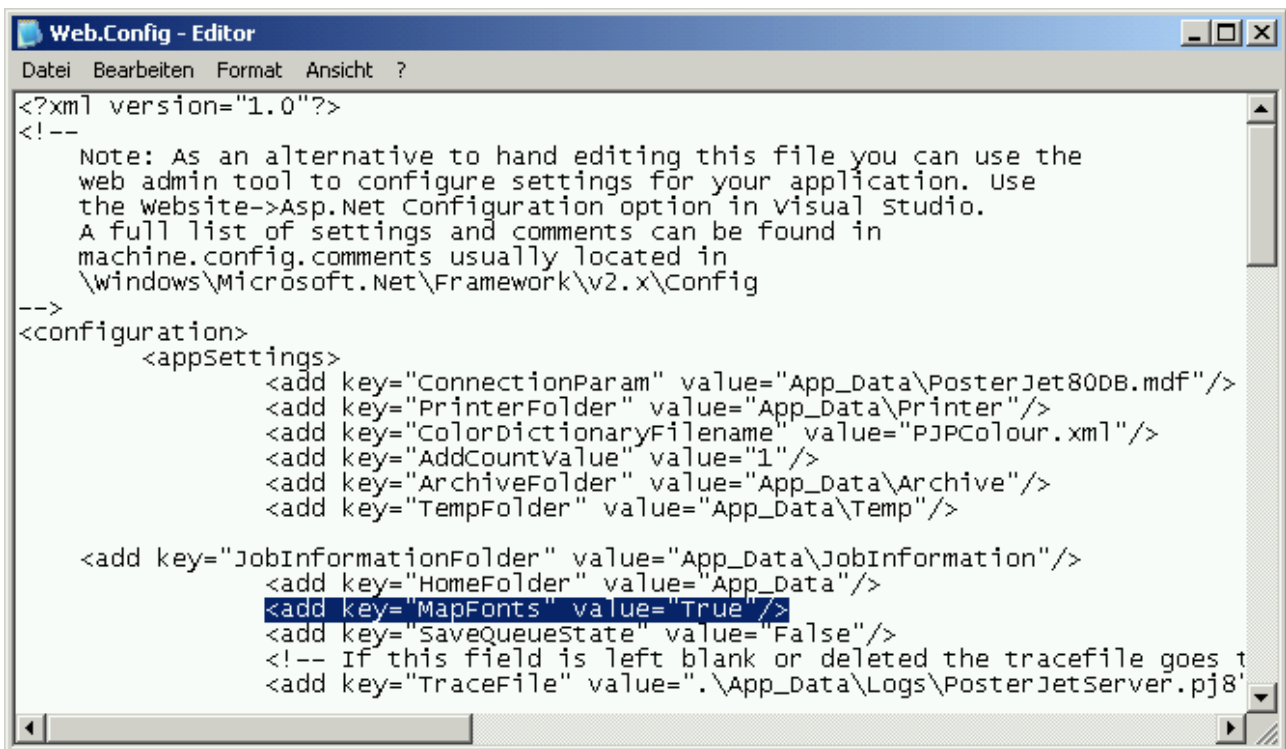 Web.Config - Editor
Datei Bearbeiten Format Ansicht ?
<?xml version="1.0"?>
<!--
    Note: As an alternative to hand editing this file you can use the
    web admin tool to configure settings for your application. Use
    the Website->Asp.Net Configuration option in Visual Studio.
    A full list of settings and comments can be found in
    machine.config.comments usually located in
    \Windows\Microsoft.Net\Framework\v2.x\Config
-->
<configuration>
        <appSettings>
                <add key="ConnectionParam" value="App_Data\PosterJet80DB.mdf"/>
                <add key="PrinterFolder" value="App_Data\Printer"/>
                <add key="ColorDictionaryFilename" value="PJPColour.xml"/>
                <add key="AddCountValue" value="1"/>
                <add key="ArchiveFolder" value="App_Data\Archive"/>
                <add key="TempFolder" value="App_Data\Temp"/>
    <add key="JobInformationFolder" value="App_Data\JobInformation"/>
                <add key="HomeFolder" value="App_Data"/>
                <add key="MapFonts" value="True"/>
                <add key="SaveQueueState" value="False"/>
                <!-- If this field is left blank or deleted the tracefile goes t
                <add key="TraceFile" value=".\App_Data\Logs\PosterJetServer.pj8"